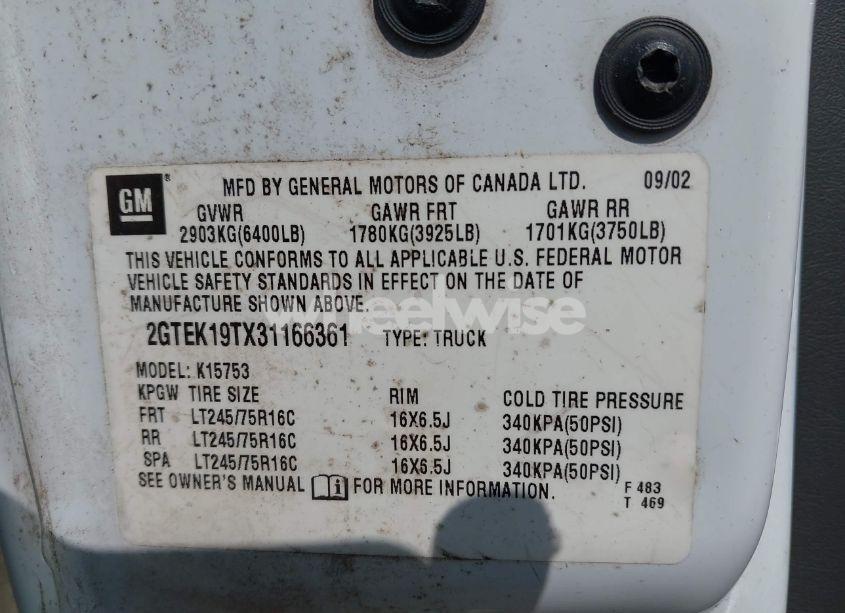 GM
MFD BY GENERAL MOTORS OF CANADA LTD. 09/02
GVWR GAWR FRT GAWR RR
2903KG(6400LB) 1780KG(3925LB) 1701KG(3750LB)
THIS VEHICLE CONFORMS TO ALL APPLICABLE U.S. FEDERAL MOTOR
VEHICLE SAFETY STANDARDS IN EFFECT ON THE DATE OF
MANUFACTURE SHOWN ABOVE.
wheelwise
2GTEK19TX31166361 TYPE: TRUCK
MODEL: K15753
KPGW TIRE SIZE RIM COLD TIRE PRESSURE
FRT LT245/75R16C 16X6.5J 340KPA(50PSI)
RR LT245/75R16C 16X6.5J 340KPA(50PSI)
SPA LT245/75R16C 16X6.5J 340KPA(50PSI)
SEE OWNER'S MANUAL FOR MORE INFORMATION.
F 483
T 469